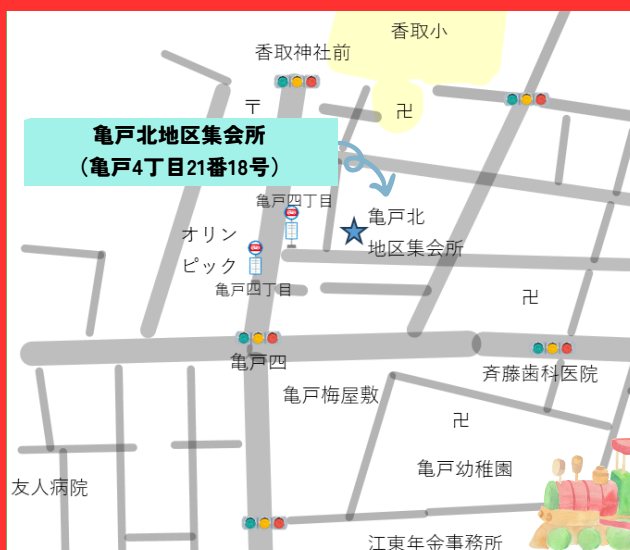 香取小
香取神社前
〒
卍
亀戸北地区集会所
（亀戸4丁目21番18号）
亀戸四丁目
亀戸北
地区集会所
オリン
ピック
亀戸四丁目
卍
亀戸四
斉藤歯科医院
亀戸梅屋敷
卍
亀戸幼稚園
友人病院
江東年金事務所